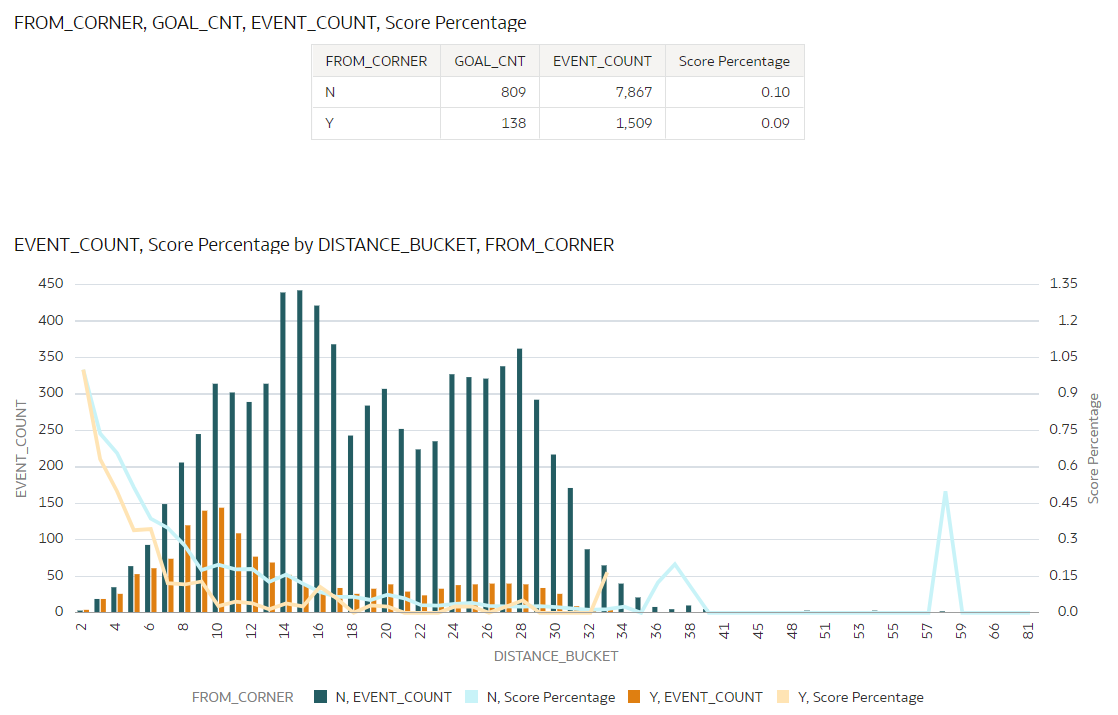 FROM_CORNER, GOAL_CNT, EVENT_COUNT, Score Percentage
FROM_CORNER GOAL_CNT EVENT_COUNT Score Percentage
N 809 7,867 0.10
Y 138 1,509 0.09
EVENT_COUNT, Score Percentage by DISTANCE_BUCKET, FROM_CORNER
450 1.35
400 1.2
350 1.05
300 0.9
250 0.75
200 0.6
150 0.45
100 0.3
50 0.15
0 0.0
EVENT_COUNT
Score Percentage
2 4 6 8 10 12 14 16 18 20 22 24 26 28 30 32 34 36 38 41 45 48 51 53 55 57 59 66 81
DISTANCE_BUCKET
FROM_CORNER N, EVENT_COUNT N, Score Percentage Y, EVENT_COUNT Y, Score Percentage